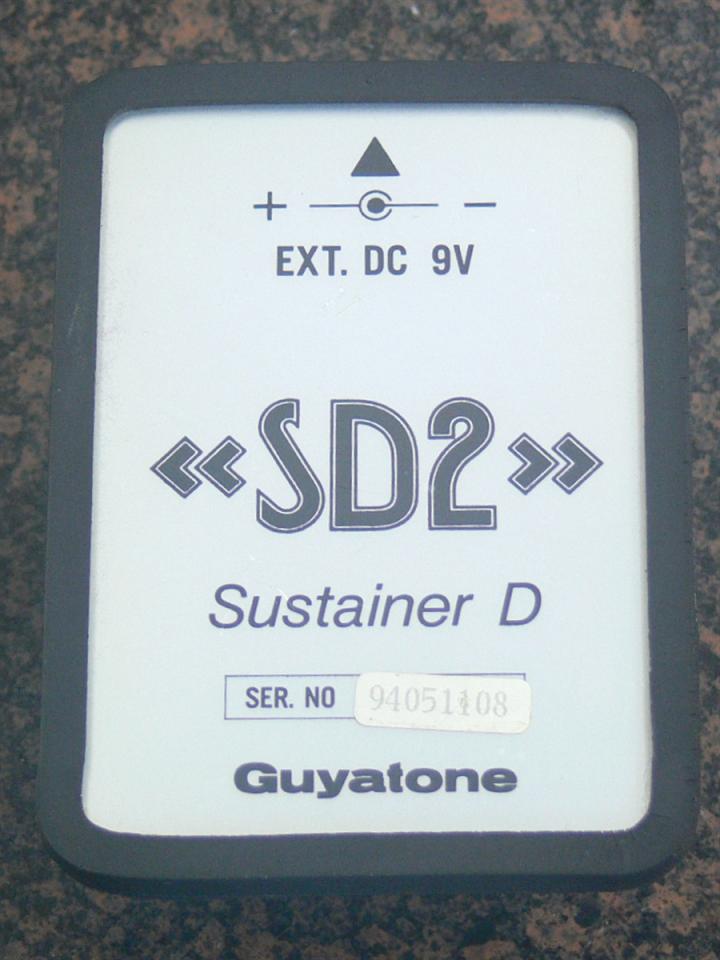 + −
EXT. DC 9V
«SD2»
Sustainer D
SER. NO 94051108
Guyatone